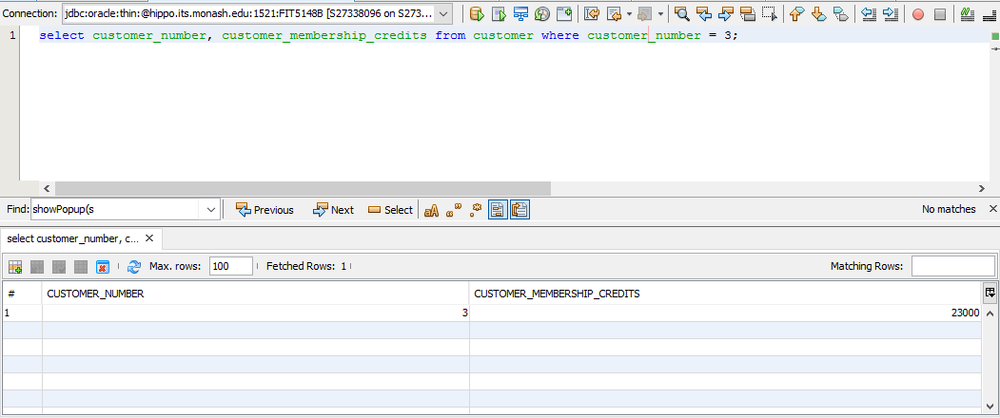 Connection: jdbc:oracle:thin:@hippo.its.monash.edu:1521:FIT5148B [S27338096 on S273...
1 select customer_number, customer_membership_credits from customer where customer_number = 3;
Find: showPopup(s Previous Next Select aA No matches
select customer_number, c...
Max. rows: 100 Fetched Rows: 1 Matching Rows:
# CUSTOMER_NUMBER CUSTOMER_MEMBERSHIP_CREDITS
1 3 23000